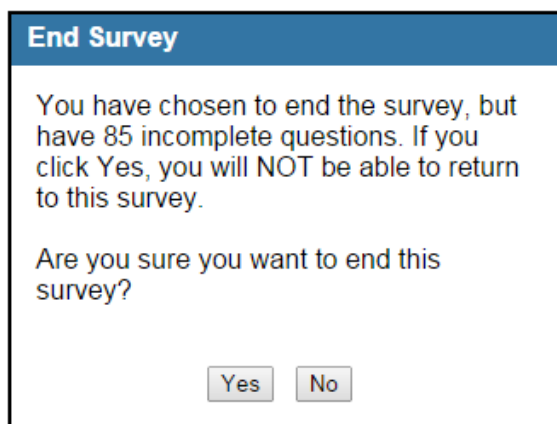 End Survey
You have chosen to end the survey, but
have 85 incomplete questions. If you
click Yes, you will NOT be able to return
to this survey.
Are you sure you want to end this
survey?
Yes No